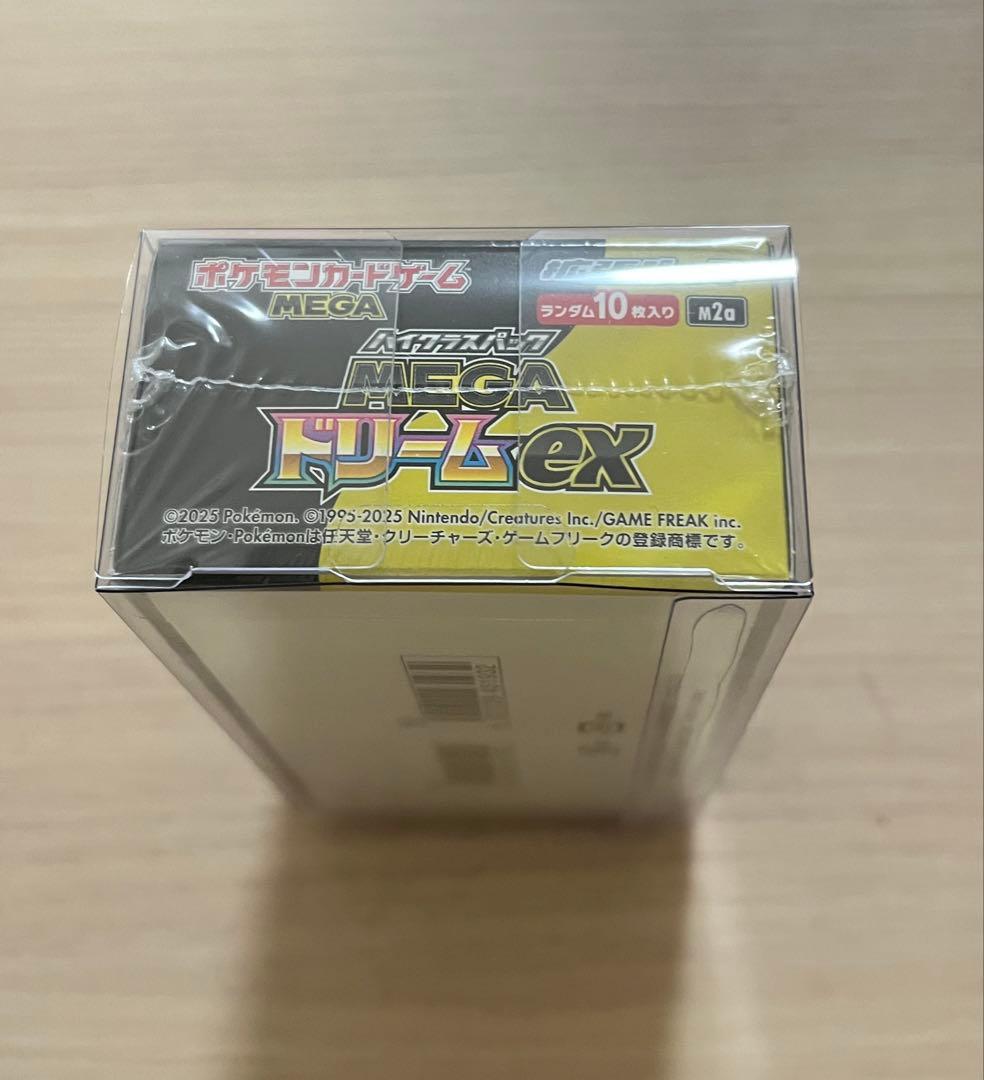 ポケモンカードゲーム
MEGA
ランダム10枚入り
M2a
ハイクラスパック
MEGA
ドリームex
©2025 Pokémon. ©1995-2025 Nintendo/Creatures Inc./GAME FREAK inc.
ポケモン・Pokémonは任天堂・クリーチャーズ・ゲームフリークの登録商標です。